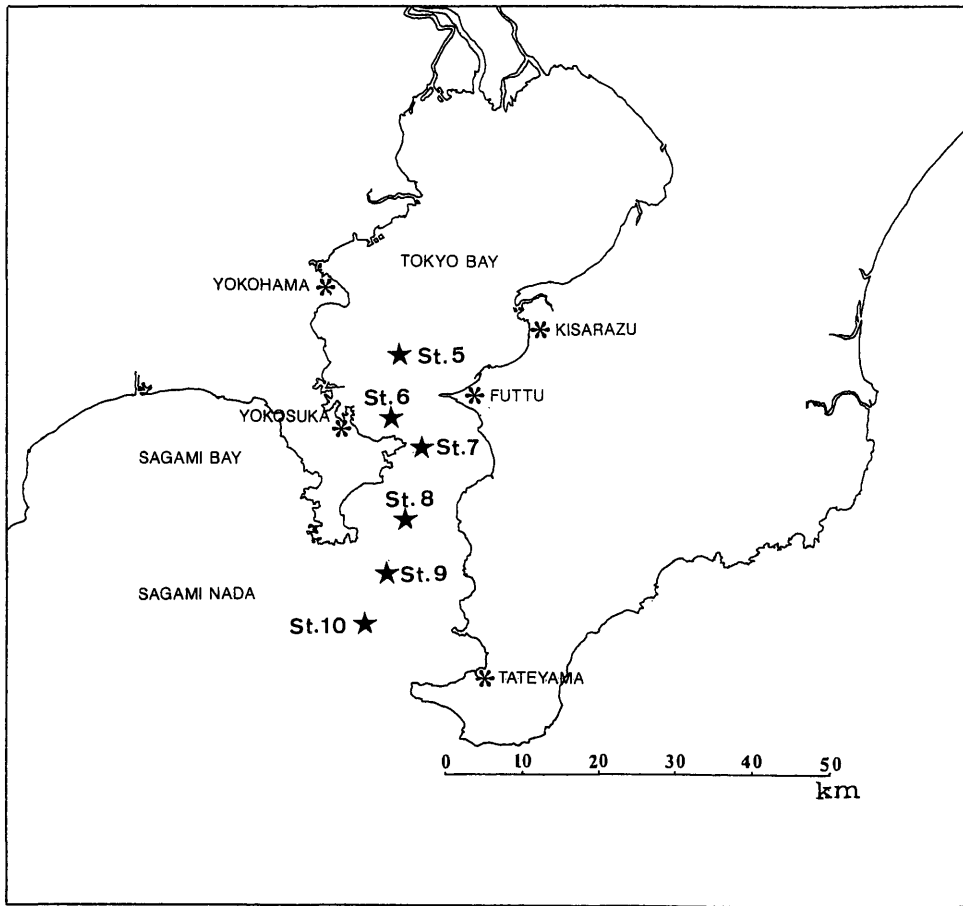 TOKYO BAY
YOKOHAMA
KISARAZU
St.5
FUTTU
St.6
YOKOSUKA
St.7
SAGAMI BAY
St.8
St.9
SAGAMI NADA
St.10
TATEYAMA
0 10 20 30 40 50
km